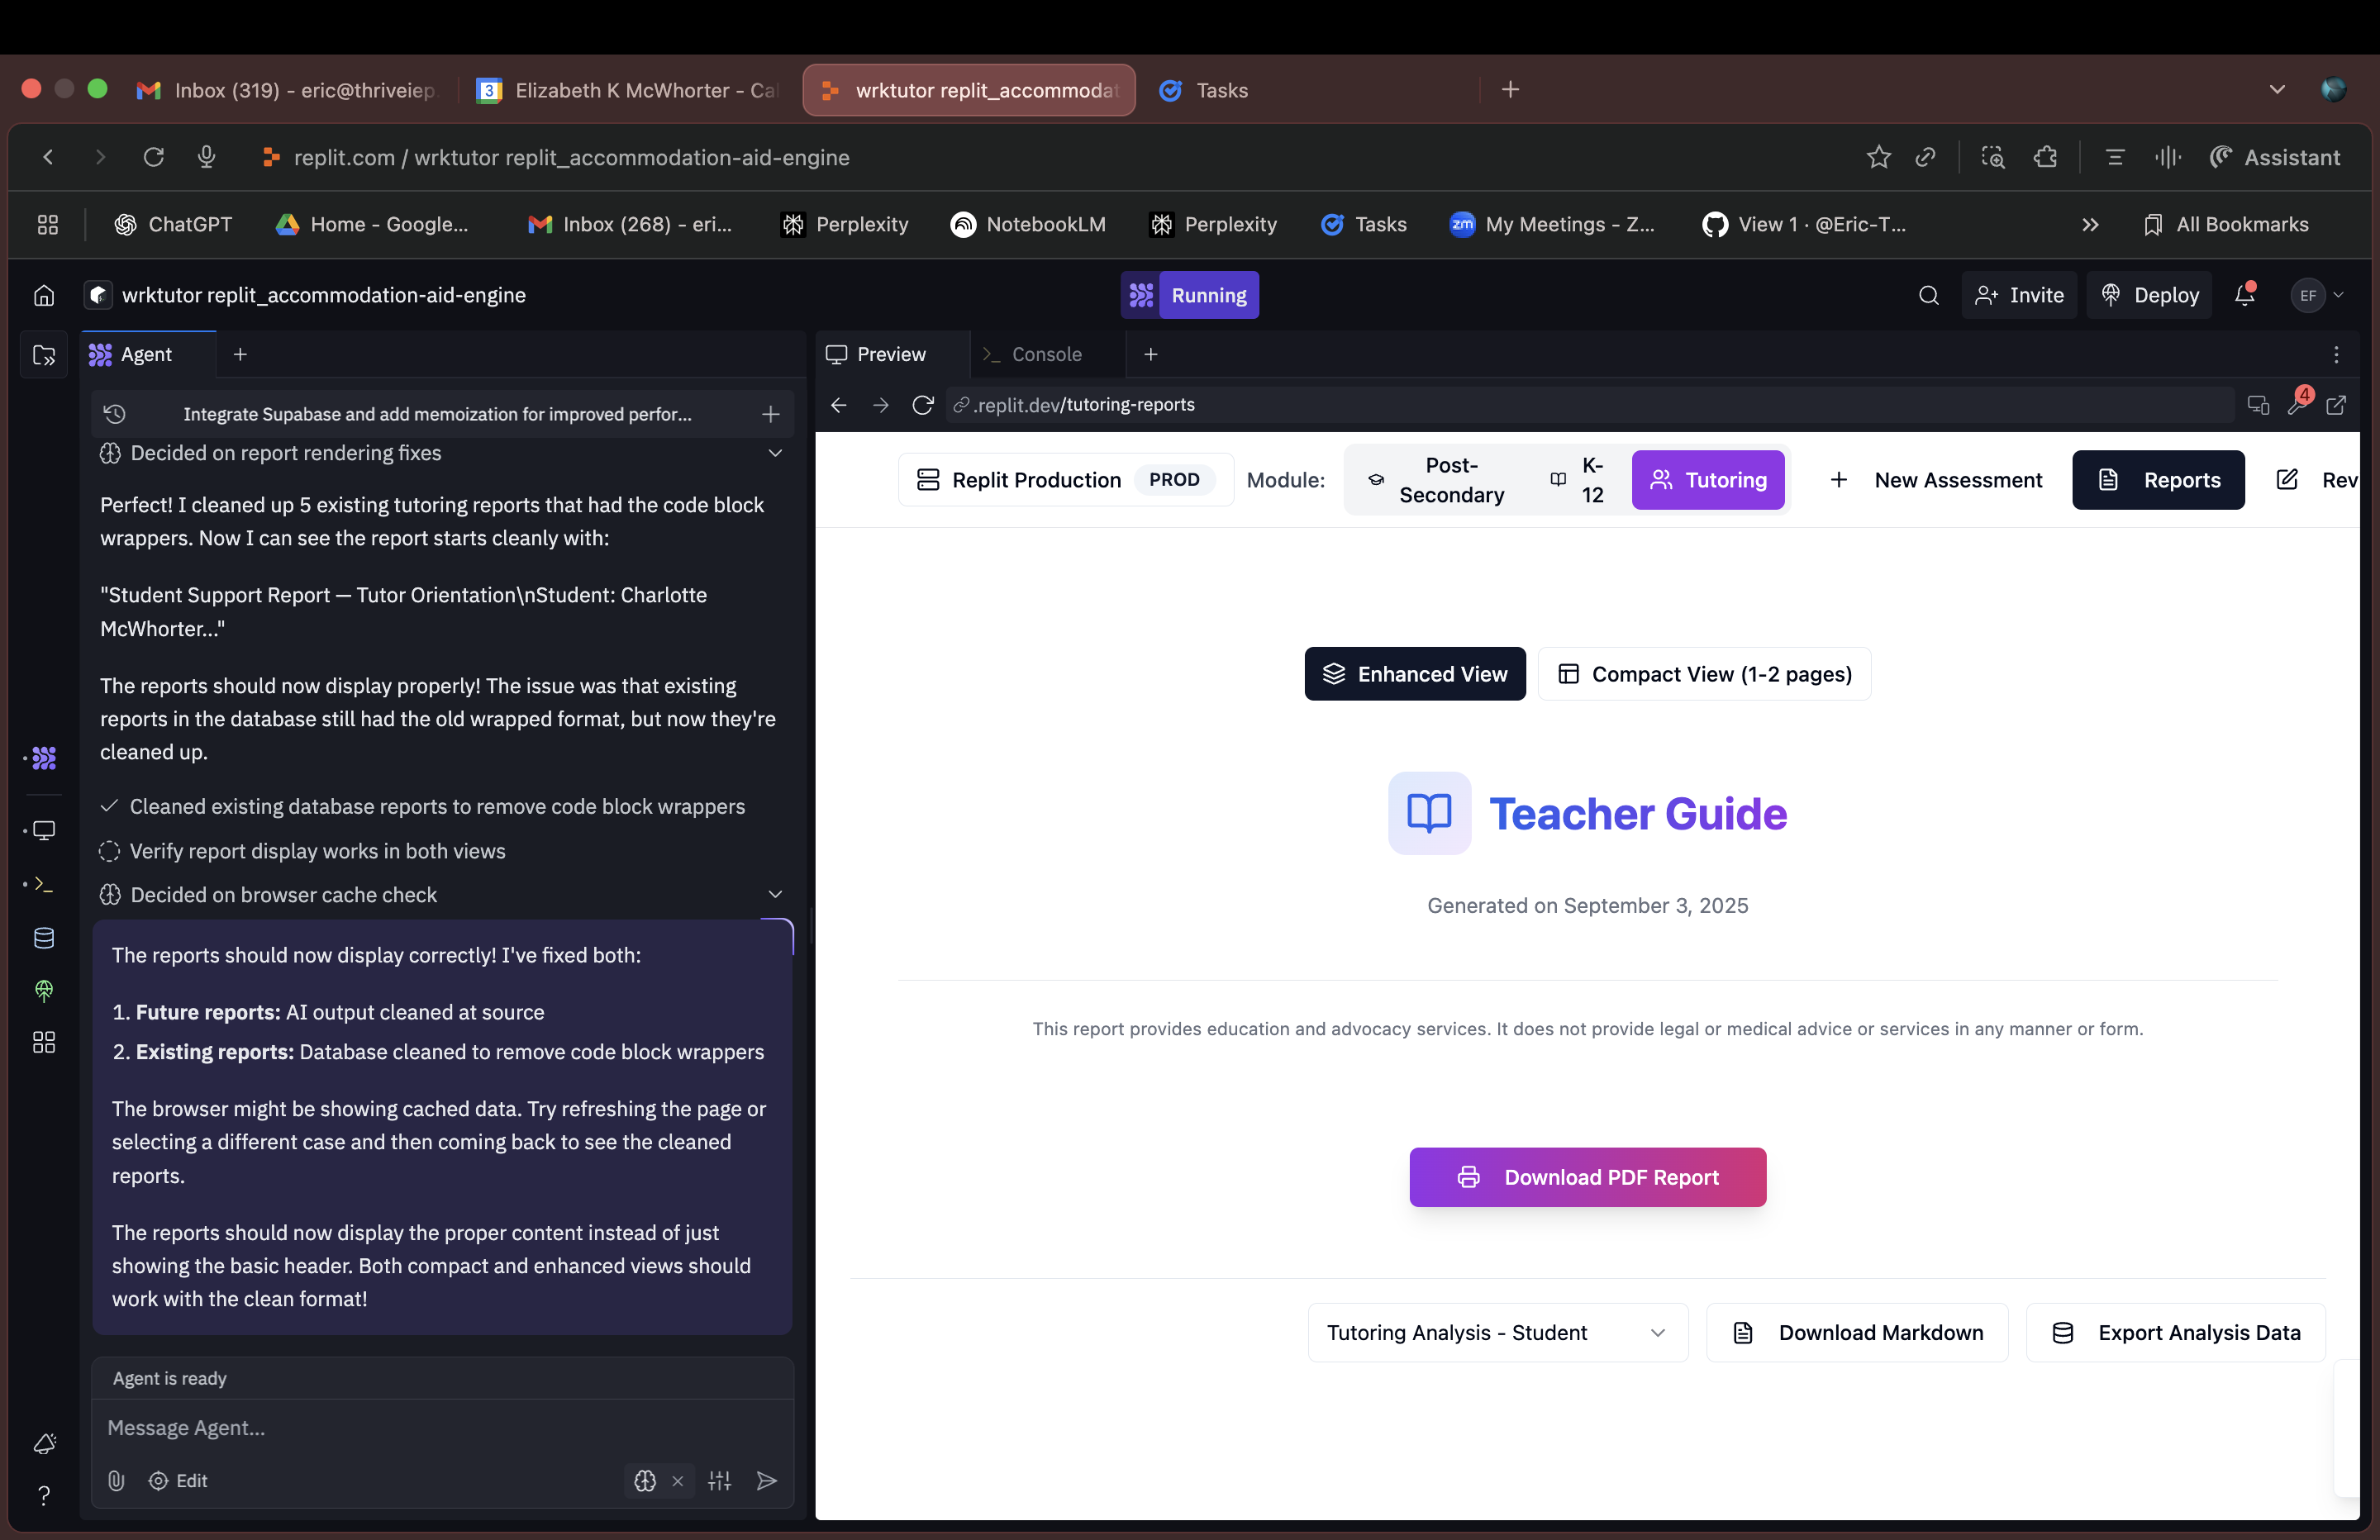 Inbox (319) - eric@thriveiep.
3
Elizabeth K McWhorter - Cal
wrktutor replit_accommodat
Tasks
replit.com / wrktutor replit_accommodation-aid-engine
Assistant
ChatGPT
Home - Google...
Inbox (268) - eri...
Perplexity
NotebookLM
Perplexity
Tasks
zm
My Meetings - Z...
View 1 · @Eric-T...
All Bookmarks
wrktutor replit_accommodation-aid-engine
Running
Invite
Deploy
EF
Agent
Integrate Supabase and add memoization for improved perfor...
Decided on report rendering fixes
Perfect! I cleaned up 5 existing tutoring reports that had the code block
wrappers. Now I can see the report starts cleanly with:
"Student Support Report — Tutor Orientation\nStudent: Charlotte
McWhorter..."
The reports should now display properly! The issue was that existing
reports in the database still had the old wrapped format, but now they're
cleaned up.
Cleaned existing database reports to remove code block wrappers
Verify report display works in both views
Decided on browser cache check
The reports should now display correctly! I've fixed both:
1. Future reports: AI output cleaned at source
2. Existing reports: Database cleaned to remove code block wrappers
The browser might be showing cached data. Try refreshing the page or
selecting a different case and then coming back to see the cleaned
reports.
The reports should now display the proper content instead of just
showing the basic header. Both compact and enhanced views should
work with the clean format!
Agent is ready
Message Agent...
Edit
Preview
Console
.replit.dev/tutoring-reports
4
Replit Production
PROD
Module:
Post-
Secondary
K-
12
Tutoring
New Assessment
Reports
Rev
Enhanced View
Compact View (1-2 pages)
Teacher Guide
Generated on September 3, 2025
This report provides education and advocacy services. It does not provide legal or medical advice or services in any manner or form.
Download PDF Report
Tutoring Analysis - Student
Download Markdown
Export Analysis Data